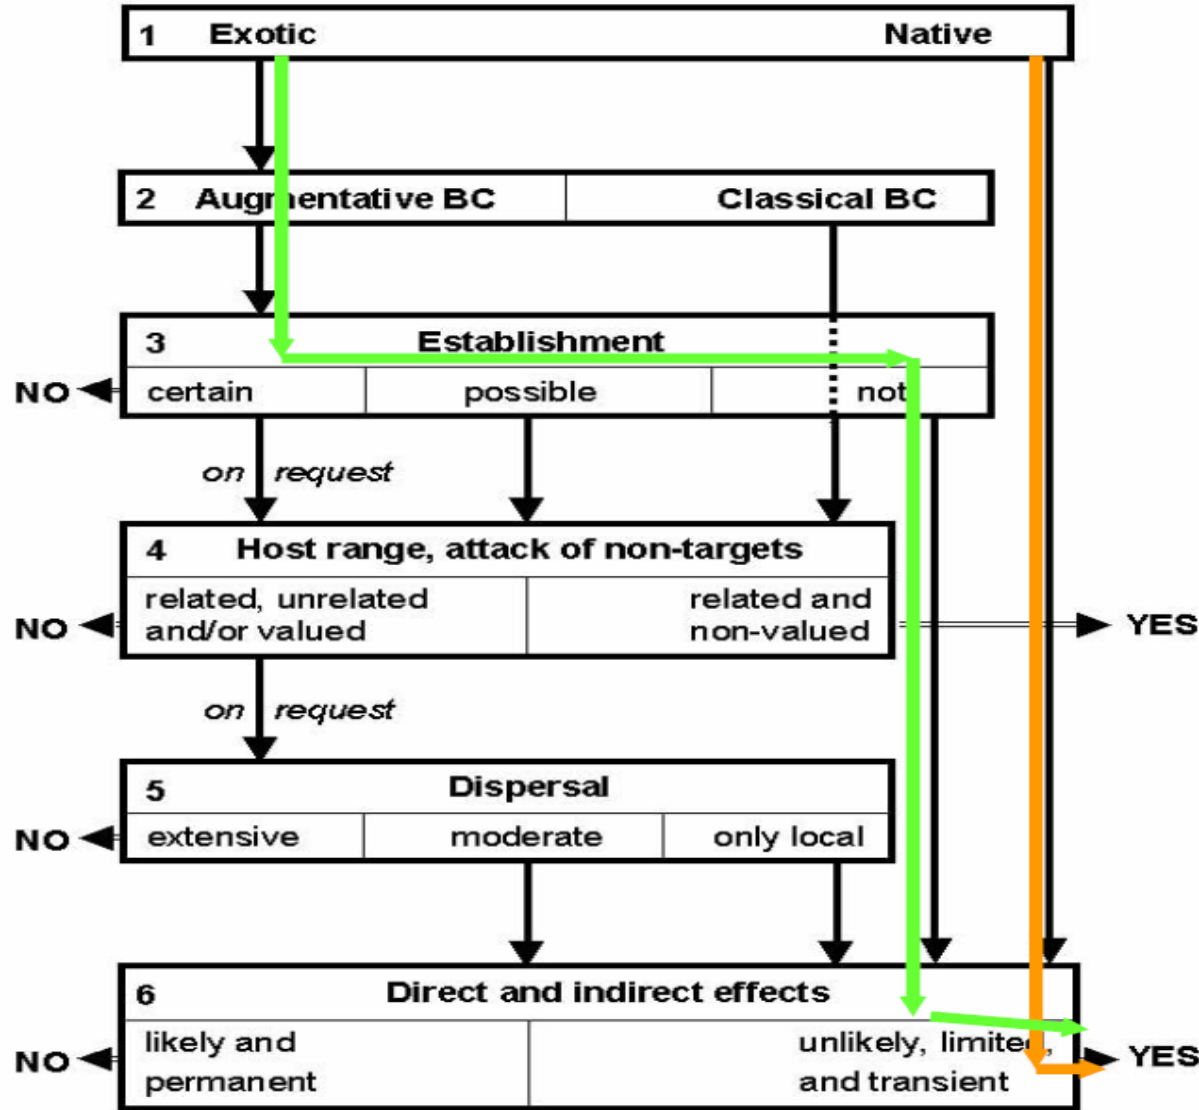 1 Exotic Native
2 Augmentative BC Classical BC
3 Establishment
NO certain possible not
on request
4 Host range, attack of non-targets
related, unrelated related and
NO and/or valued non-valued YES
on request
5 Dispersal
NO extensive moderate only local
6 Direct and indirect effects
likely and unlikely, limited,
NO YES
permanent and transient